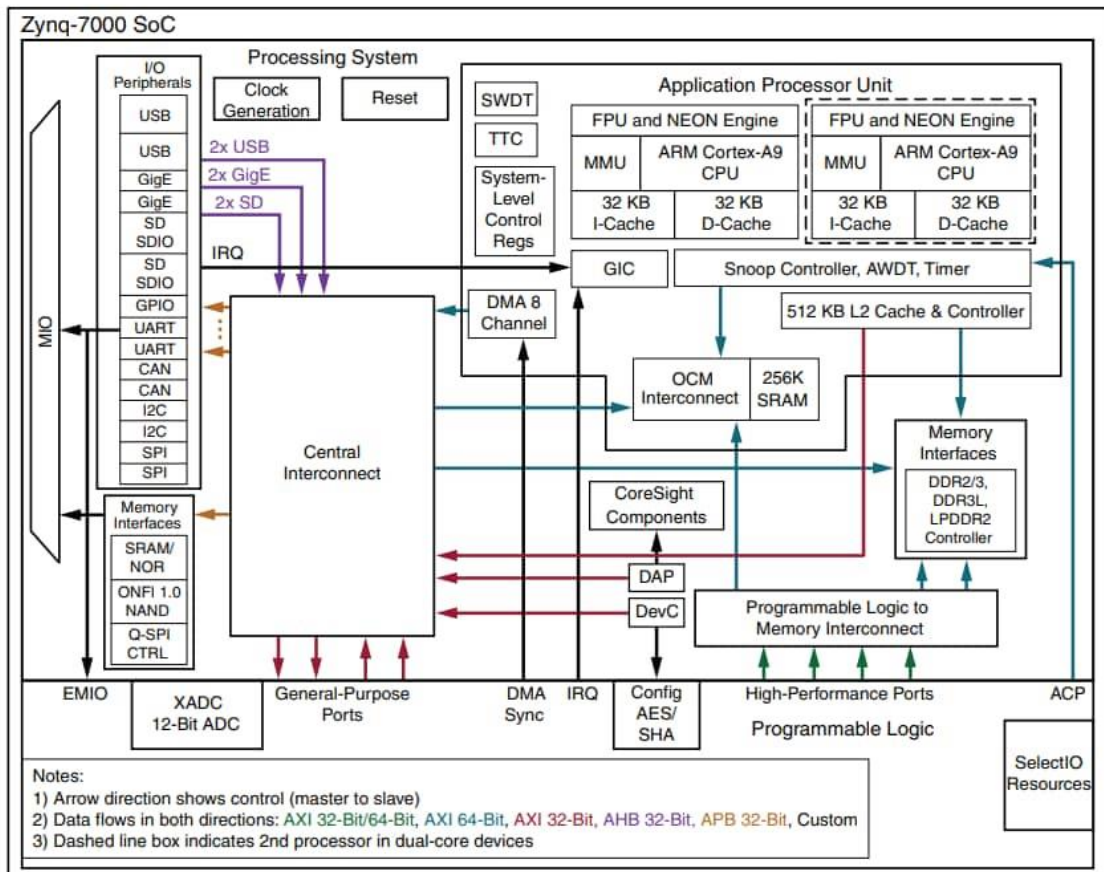 Zynq-7000 SoC
Processing System
I/O
Peripherals
USB
USB
GigE
GigE
SD
SDIO
SD
SDIO
GPIO
UART
UART
CAN
CAN
I2C
I2C
SPI
SPI
MIO
Clock
Generation
Reset
2x USB
2x GigE
2x SD
IRQ
Application Processor Unit
SWDT
TTC
System-
Level
Control
Regs
FPU and NEON Engine
MMU
ARM Cortex-A9
CPU
32 KB
I-Cache
32 KB
D-Cache
FPU and NEON Engine
MMU
ARM Cortex-A9
CPU
32 KB
I-Cache
32 KB
D-Cache
GIC
Snoop Controller, AWDT, Timer
DMA 8
Channel
512 KB L2 Cache & Controller
OCM
Interconnect
256K
SRAM
Central
Interconnect
Memory
Interfaces
DDR2/3,
DDR3L,
LPDDR2
Controller
CoreSight
Components
DAP
DevC
Programmable Logic to
Memory Interconnect
Memory
Interfaces
SRAM/
NOR
ONFI 1.0
NAND
Q-SPI
CTRL
EMIO
XADC
12-Bit ADC
General-Purpose
Ports
DMA
Sync
IRQ
Config
AES/
SHA
High-Performance Ports
ACP
Programmable Logic
SelectIO
Resources
Notes:
1) Arrow direction shows control (master to slave)
2) Data flows in both directions: AXI 32-Bit/64-Bit, AXI 64-Bit, AXI 32-Bit, AHB 32-Bit, APB 32-Bit, Custom
3) Dashed line box indicates 2nd processor in dual-core devices